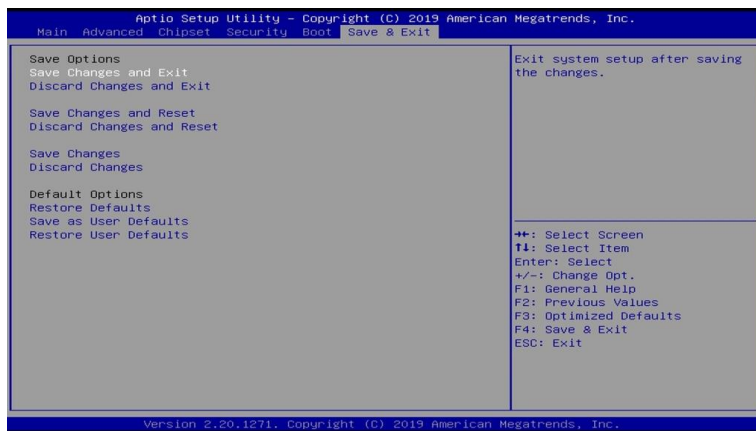 Aptio Setup Utility – Copyright (C) 2019 American Megatrends, Inc.
Main Advanced Chipset Security Boot Save & Exit
Save Options
Save Changes and Exit
Discard Changes and Exit
Save Changes and Reset
Discard Changes and Reset
Save Changes
Discard Changes
Default Options
Restore Defaults
Save as User Defaults
Restore User Defaults
Exit system setup after saving
the changes.
→←: Select Screen
↑↓: Select Item
Enter: Select
+/-: Change Opt.
F1: General Help
F2: Previous Values
F3: Optimized Defaults
F4: Save & Exit
ESC: Exit
Version 2.20.1271. Copyright (C) 2019 American Megatrends, Inc.